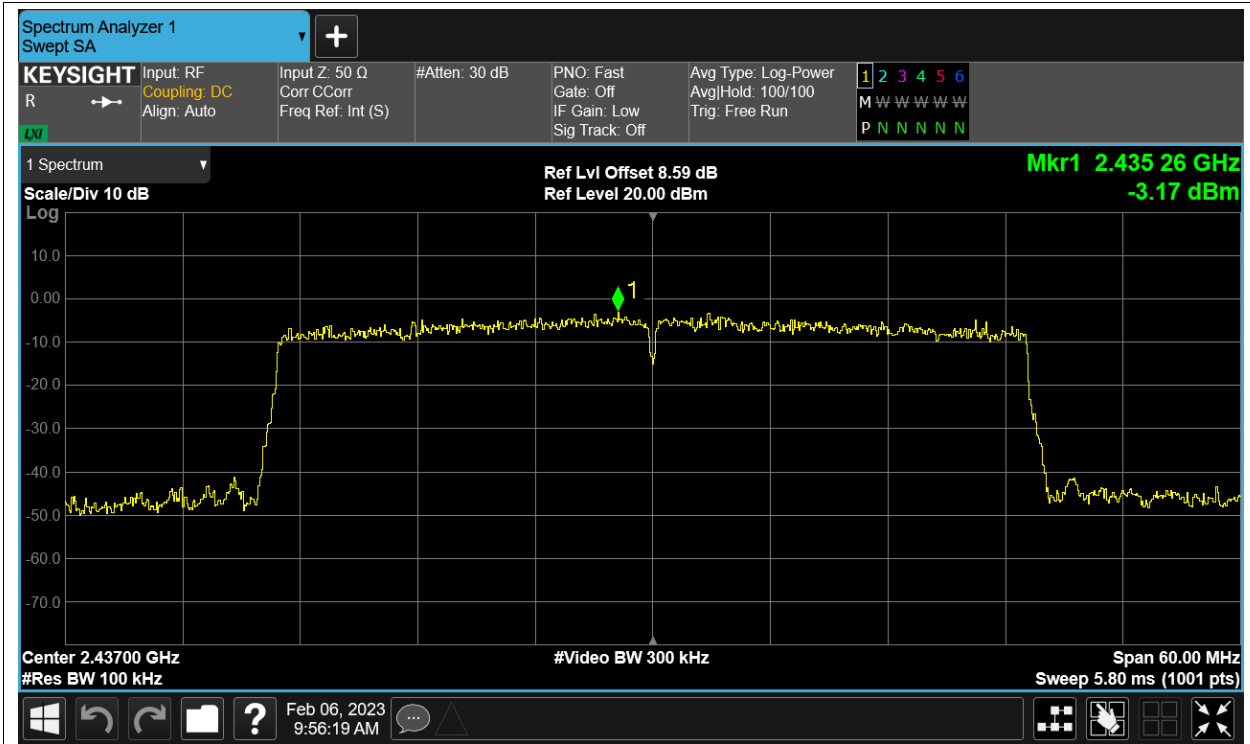 Spectrum Analyzer 1
Swept SA
KEYSIGHT
R
LXI
Input: RF
Coupling: DC
Align: Auto
Input Z: 50 Ω
Corr CCorr
Freq Ref: Int (S)
#Atten: 30 dB
PNO: Fast
Gate: Off
IF Gain: Low
Sig Track: Off
Avg Type: Log-Power
Avg|Hold: 100/100
Trig: Free Run
1 2 3 4 5 6
M W W W W W
P N N N N N
1 Spectrum
Scale/Div 10 dB
Log
Ref Lvl Offset 8.59 dB
Ref Level 20.00 dBm
Mkr1 2.435 26 GHz
-3.17 dBm
10.0
0.00
-10.0
-20.0
-30.0
-40.0
-50.0
-60.0
-70.0
1
Center 2.43700 GHz
#Res BW 100 kHz
#Video BW 300 kHz
Span 60.00 MHz
Sweep 5.80 ms (1001 pts)
?
Feb 06, 2023
9:56:19 AM